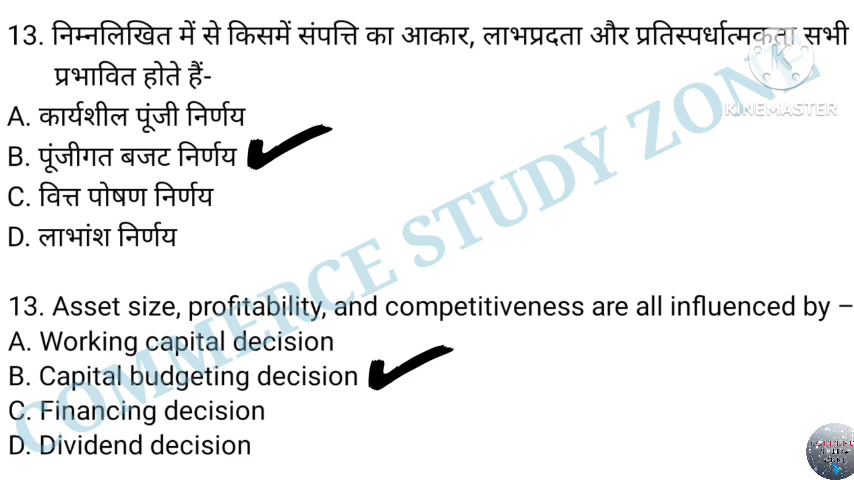 13. निम्नलिखित में से किसमें संपत्ति का आकार, लाभप्रदता और प्रतिस्पर्धात्मकता सभी
प्रभावित होते हैं-
A. कार्यशील पूंजी निर्णय
B. पूंजीगत बजट निर्णय
C. वित्त पोषण निर्णय
D. लाभांश निर्णय
13. Asset size, profitability, and competitiveness are all influenced by –
A. Working capital decision
B. Capital budgeting decision
C. Financing decision
D. Dividend decision
COMMERCE STUDY ZONE
KINEMASTER